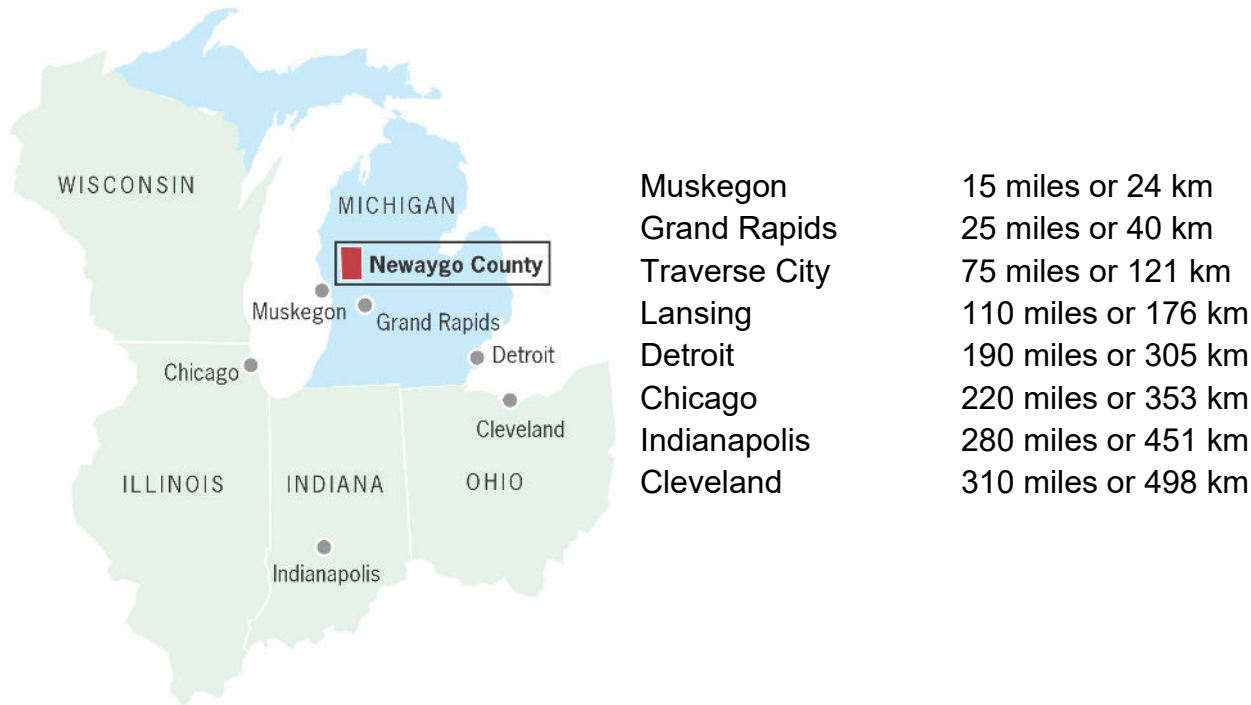 WISCONSIN
MICHIGAN
Newaygo County
Muskegon
Grand Rapids
Detroit
Chicago
Cleveland
ILLINOIS
INDIANA
OHIO
Indianapolis
Muskegon 15 miles or 24 km
Grand Rapids 25 miles or 40 km
Traverse City 75 miles or 121 km
Lansing 110 miles or 176 km
Detroit 190 miles or 305 km
Chicago 220 miles or 353 km
Indianapolis 280 miles or 451 km
Cleveland 310 miles or 498 km